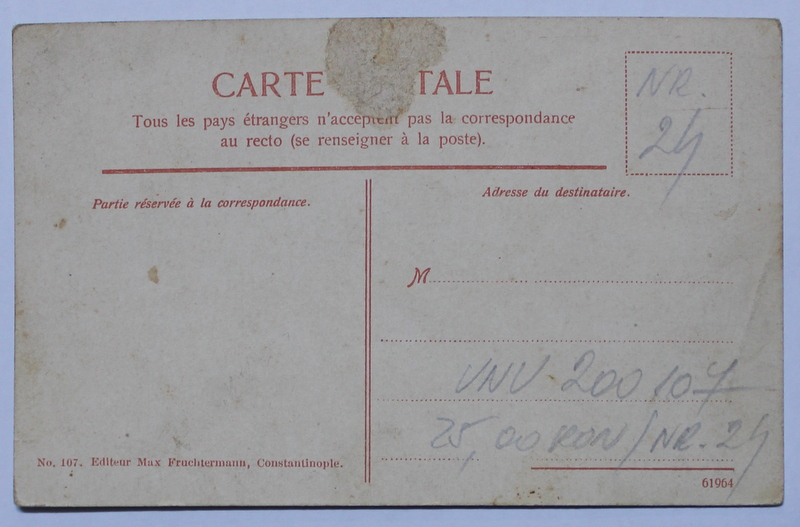 CARTE TALE
Tous les pays étrangers n'acceptent pas la correspondance
au recto (se renseigner à la poste).
NR.
24
Partie réservée à la correspondance.
Adresse du destinataire.
M
VNV 200 107
25,00 RON/NR. 24
No. 107. Editeur Max Fruchtermann, Constantinople.
61964